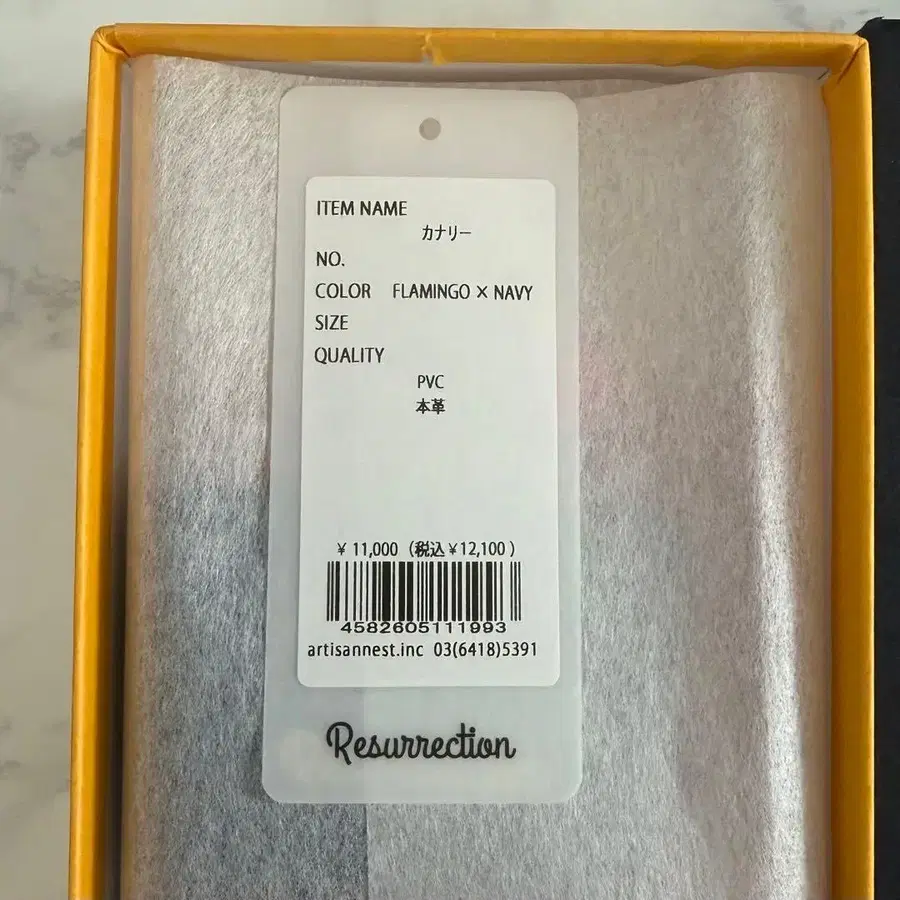 ITEM NAME
カナリー
NO.
COLOR FLAMINGO × NAVY
SIZE
QUALITY
PVC
本革
¥ 11,000（税込¥12,100）
4582605111993
artisannest.inc 03(6418)5391
Resurrection